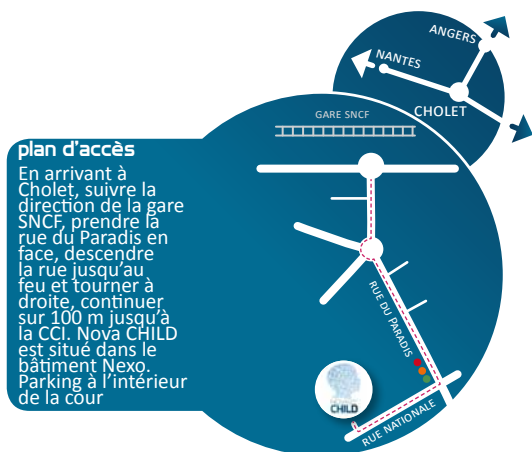 ANGERS
NANTES
CHOLET
GARE SNCF
plan d'accès
En arrivant à
Cholet, suivre la
direction de la gare
SNCF, prendre la
rue du Paradis en
face, descendre
la rue jusqu'au
feu et tourner à
droite, continuer
sur 100 m jusqu'à
la CCI. Nova CHILD
est situé dans le
bâtiment Nexo.
Parking à l'intérieur
de la cour
RUE DU PARADIS
CHILD
RUE NATIONALE